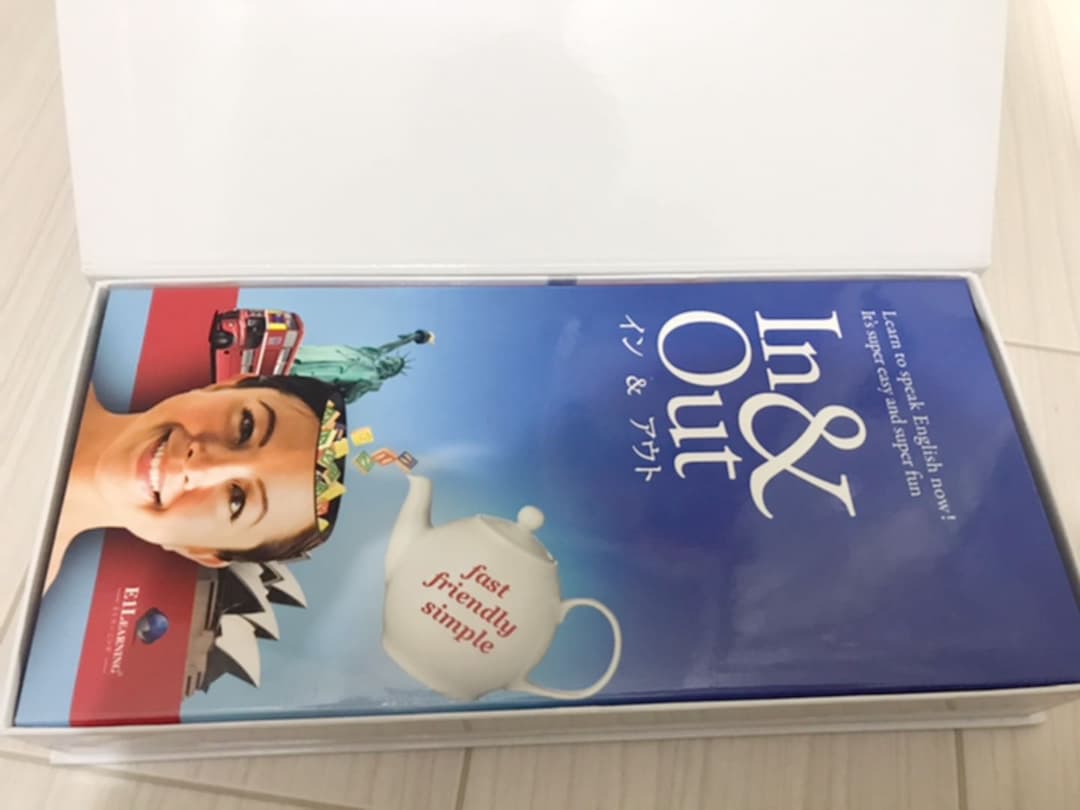 Learn to speak English now!
It's super easy and super fun
In &
Out
イン & アウト
fast
friendly
simple
E1LEARNING